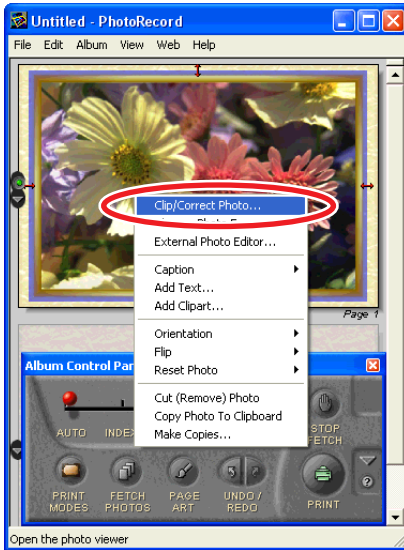 Untitled - PhotoRecord
File Edit Album View Web Help
Clip/Correct Photo...
External Photo Editor...
Caption
Add Text...
Add Clipart...
Page 1
Orientation
Flip
Reset Photo
Album Control Pan
Cut (Remove) Photo
Copy Photo To Clipboard
Make Copies...
AUTO INDEX STOP
FETCH
PRINT MODES
FETCH PHOTOS
PAGE ART
UNDO / REDO
PRINT
Open the photo viewer